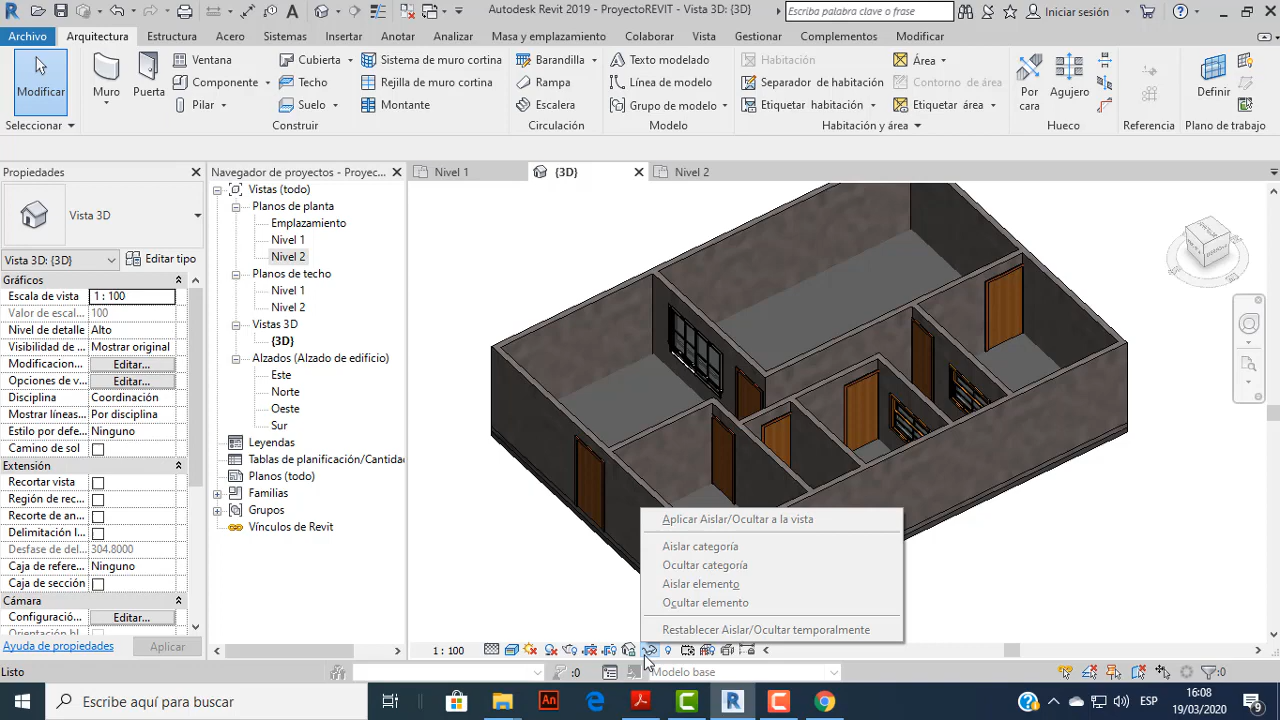 Autodesk Revit 2019 - ProyectoREVIT - Vista 3D: {3D}
Escriba palabra clave o frase
Iniciar sesión
Archivo Arquitectura Estructura Acero Sistemas Insertar Anotar Analizar Masa y emplazamiento Colaborar Vista Gestionar Complementos Modificar
Modificar
Muro
Puerta
Ventana
Componente
Pilar
Cubierta
Techo
Suelo
Sistema de muro cortina
Rejilla de muro cortina
Montante
Barandilla
Rampa
Escalera
Texto modelado
Línea de modelo
Grupo de modelo
Habitación
Separador de habitación
Etiquetar habitación
Área
Contorno de área
Etiquetar área
Por cara
Agujero
Definir
Seleccionar
Construir
Circulación
Modelo
Habitación y área
Hueco
Referencia
Plano de trabajo
Propiedades
Vista 3D
Vista 3D: {3D}
Editar tipo
Gráficos
Escala de vista 1 : 100
Valor de escal... 100
Nivel de detalle Alto
Visibilidad de ... Mostrar original
Modificacion... Editar...
Opciones de v... Editar...
Disciplina Coordinación
Mostrar líneas... Por disciplina
Estilo por defe... Ninguno
Camino de sol
Extensión
Recortar vista
Región de rec...
Recorte de an...
Delimitación l...
Desfase de del... 304.8000
Caja de refere... Ninguno
Caja de sección
Cámara
Configuració... Editar...
Ayuda de propiedades
Aplicar
Navegador de proyectos - Proyec...
Vistas (todo)
Planos de planta
Emplazamiento
Nivel 1
Nivel 2
Planos de techo
Nivel 1
Nivel 2
Vistas 3D
{3D}
Alzados (Alzado de edificio)
Este
Norte
Oeste
Sur
Leyendas
Tablas de planificación/Cantida
Planos (todo)
Familias
Grupos
Vínculos de Revit
Nivel 1
{3D}
Nivel 2
Aplicar Aislar/Ocultar a la vista
Aislar categoría
Ocultar categoría
Aislar elemento
Ocultar elemento
Restablecer Aislar/Ocultar temporalmente
1 : 100
Listo
:0
Modelo base
:0
Escribe aquí para buscar
An
R
ESP
16:08
19/03/2020